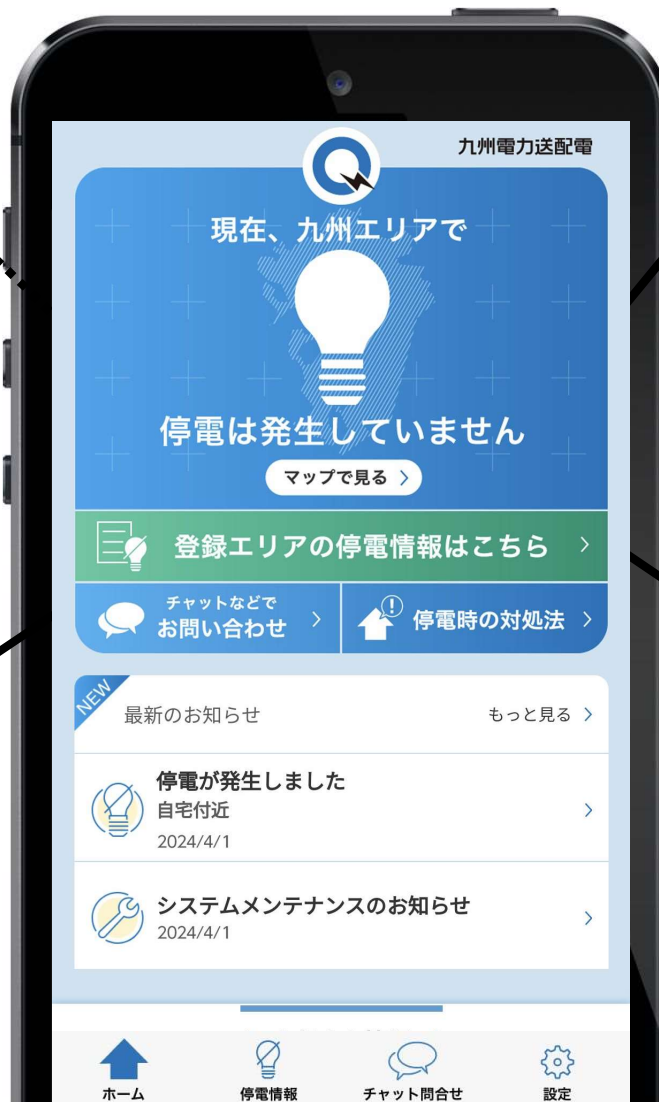 九州電力送配電
現在、九州エリアで
停電は発生していません
マップで見る
登録エリアの停電情報はこちら
チャットなどで
お問い合わせ
停電時の対処法
NEW
最新のお知らせ
もっと見る
停電が発生しました
自宅付近
2024/4/1
システムメンテナンスのお知らせ
2024/4/1
ホーム
停電情報
チャット問合せ
設定